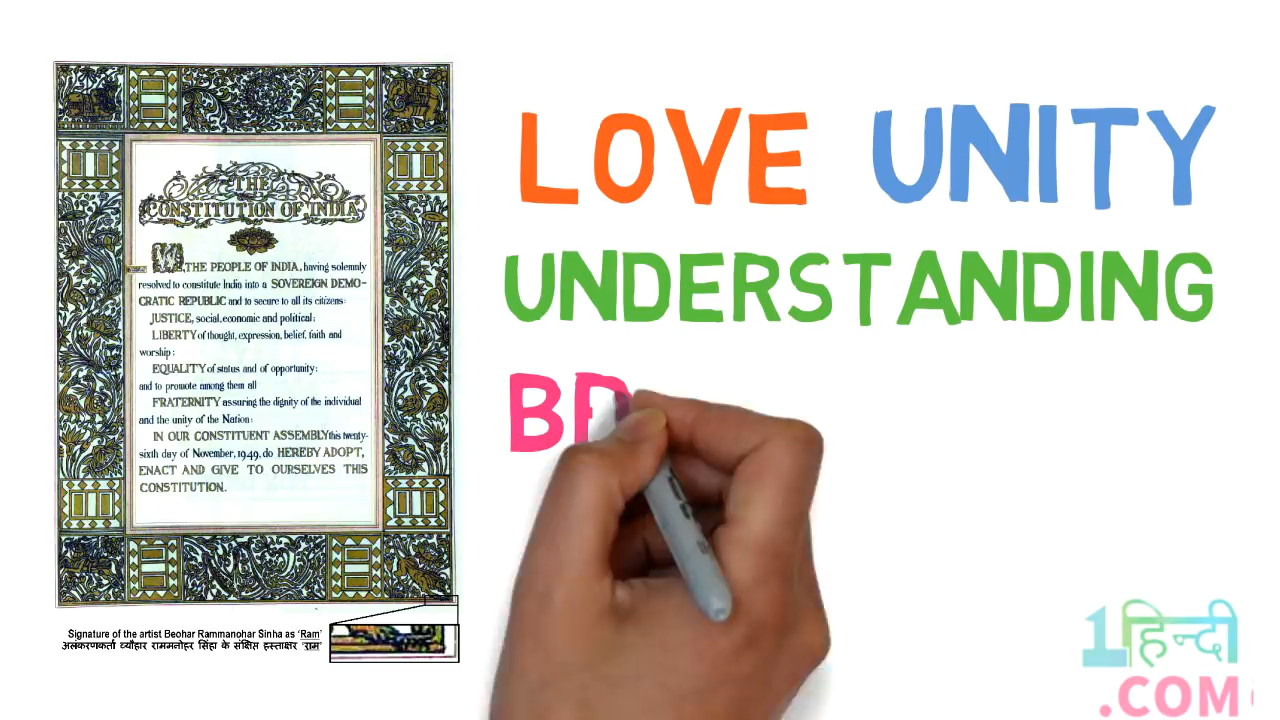 THE
CONSTITUTION OF INDIA
WE, THE PEOPLE OF INDIA, having solemnly
resolved to constitute India into a SOVEREIGN DEMO-
CRATIC REPUBLIC and to secure to all its citizens:
JUSTICE, social, economic and political;
LIBERTY of thought, expression, belief, faith and
worship;
EQUALITY of status and of opportunity;
and to promote among them all
FRATERNITY assuring the dignity of the individual
and the unity of the Nation;
IN OUR CONSTITUENT ASSEMBLY this twenty-
sixth day of November, 1949, do HEREBY ADOPT,
ENACT AND GIVE TO OURSELVES THIS
CONSTITUTION.
Signature of the artist Beohar Rammanohar Sinha as 'Ram'
अलंकरणकर्ता ब्यौहार राममनोहर सिंहा के संक्षिप्त हस्ताक्षर 'राम'
LOVE UNITY
UNDERSTANDING
1हिन्दी
.COM